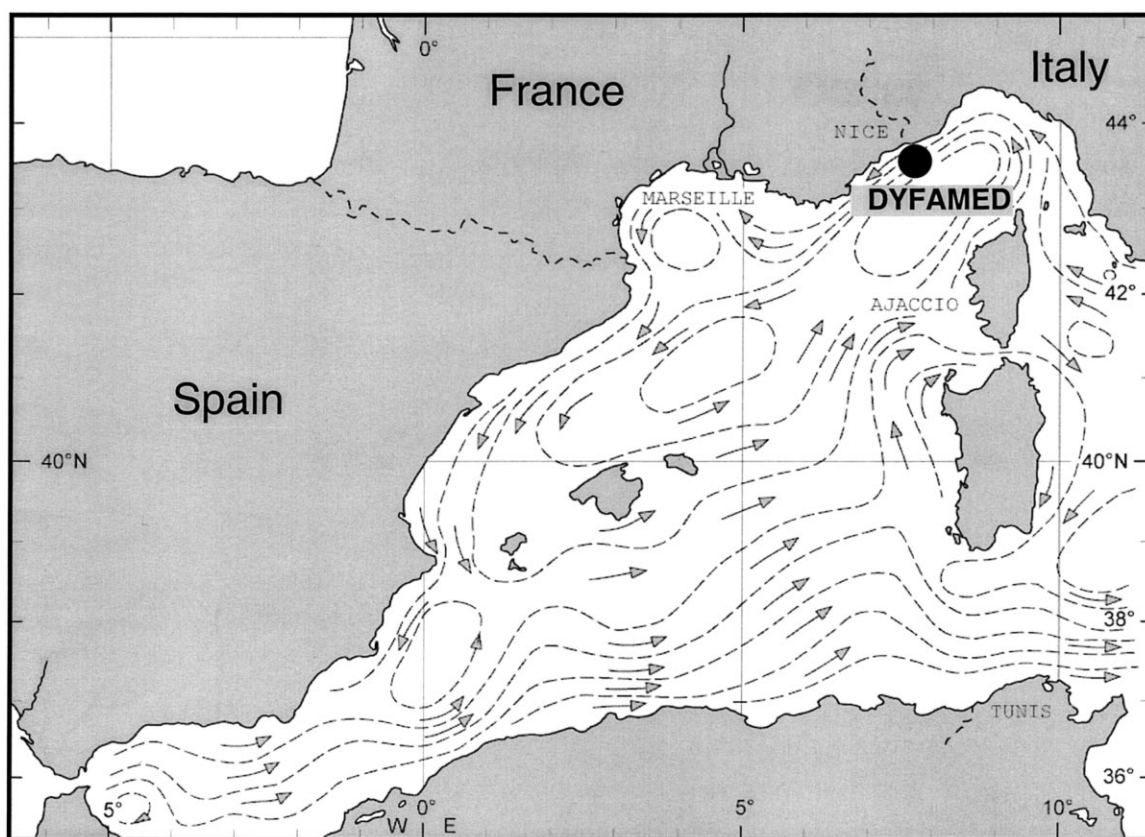 0°
France
Italy
44°
NICE
MARSEILLE
DYFAMED
C
42°
AJACCIO
Spain
40°N
40°N
38°
TUNIS
5°
0°
5°
10°
36°
W E